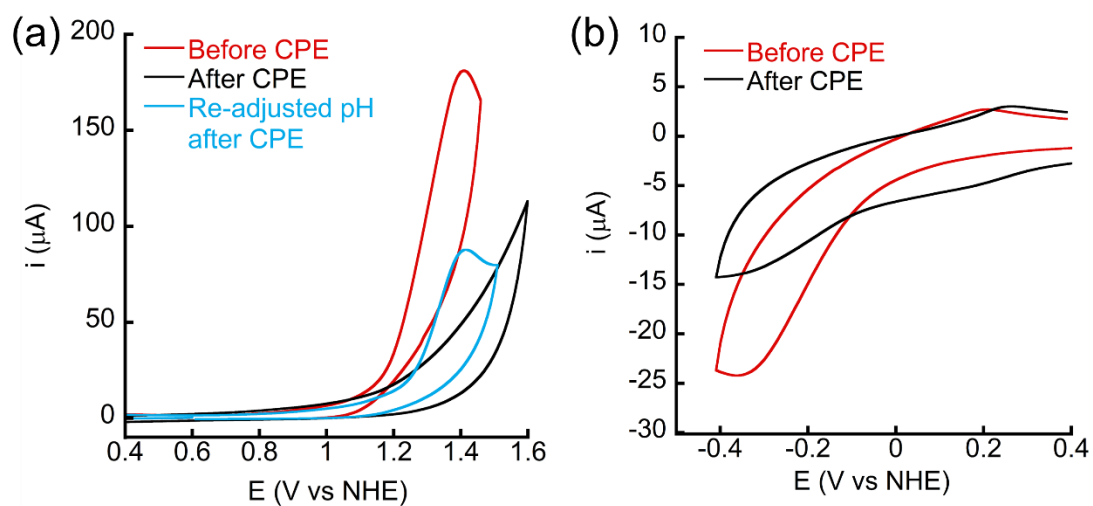 (a)
Before CPE
After CPE
Re-adjusted pH
after CPE
200
150
100
50
0
i (μA)
0.4 0.6 0.8 1 1.2 1.4 1.6
E (V vs NHE)
(b)
Before CPE
After CPE
10
5
0
-5
-10
-15
-20
-25
-30
i (μA)
-0.4 -0.2 0 0.2 0.4
E (V vs NHE)